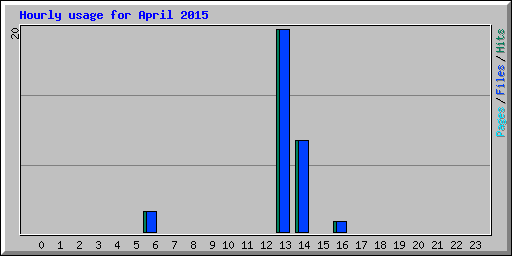 Hourly usage for April 2015
20
Pages/Files/Hits
0 1 2 3 4 5 6 7 8 9 10 11 12 13 14 15 16 17 18 19 20 21 22 23